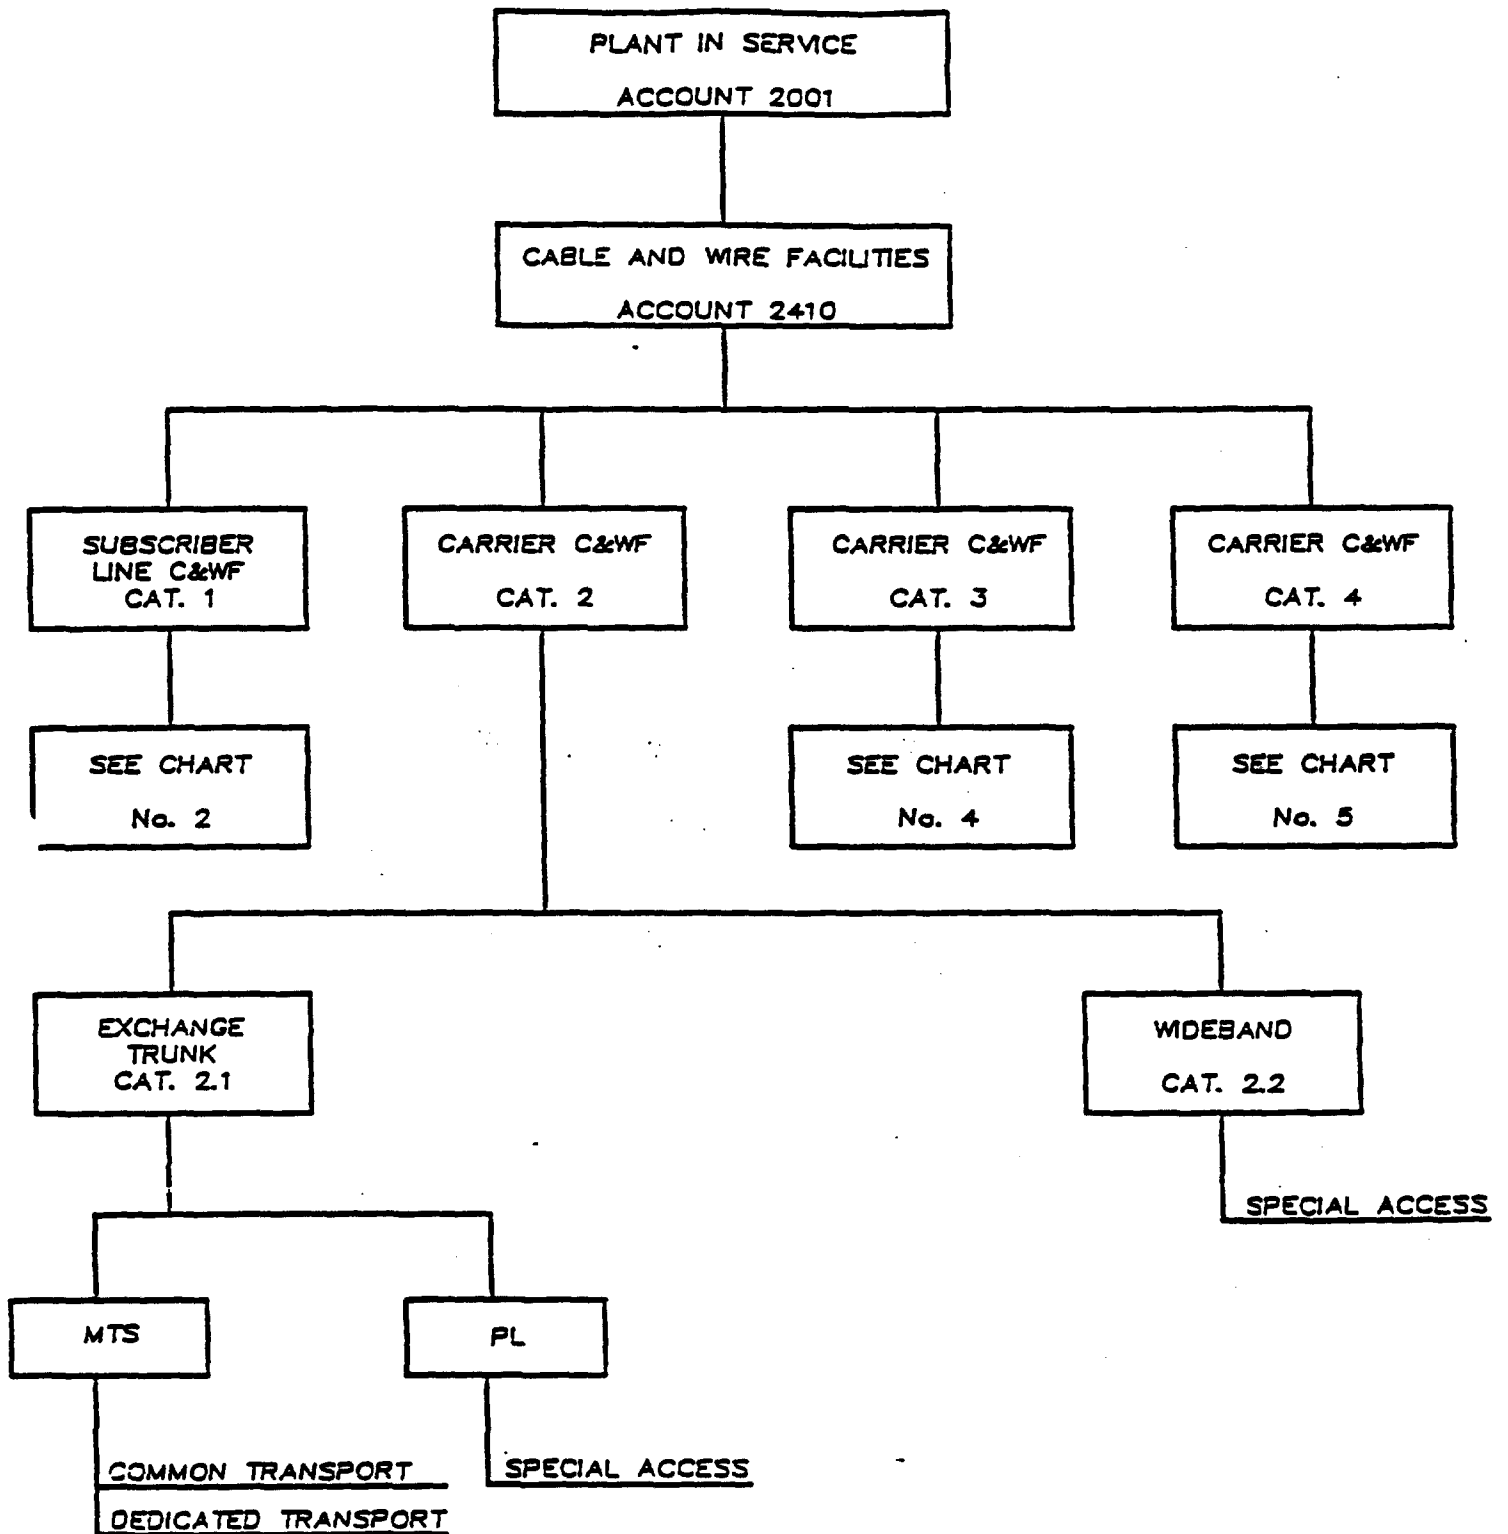 PLANT IN SERVICE
ACCOUNT 2001
CABLE AND WIRE FACILITIES
ACCOUNT 2410
SUBSCRIBER
LINE C&WF
CAT. 1
CARRIER C&WF
CAT. 2
CARRIER C&WF
CAT. 3
CARRIER C&WF
CAT. 4
SEE CHART
No. 2
SEE CHART
No. 4
SEE CHART
No. 5
EXCHANGE
TRUNK
CAT. 2.1
WIDEBAND
CAT. 2.2
SPECIAL ACCESS
MTS
PL
COMMON TRANSPORT
DEDICATED TRANSPORT
SPECIAL ACCESS